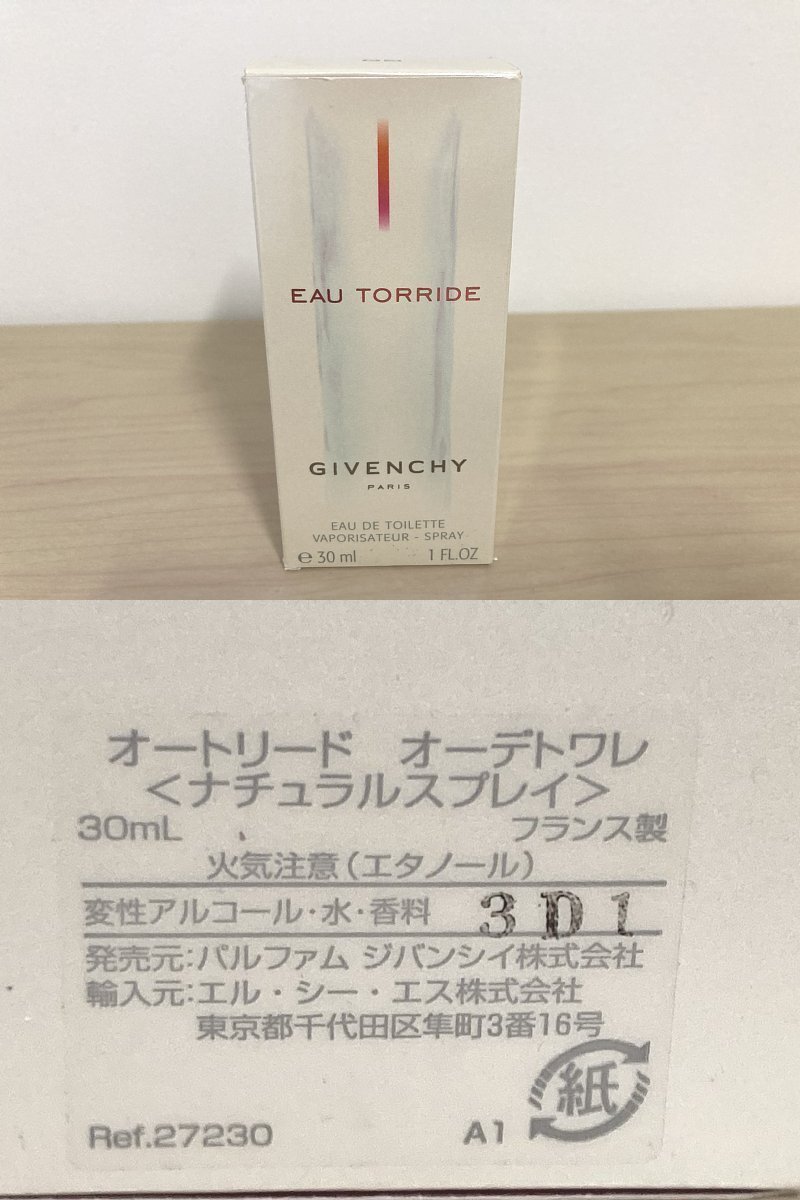 EAU TORRIDE
GIVENCHY
PARIS
EAU DE TOILETTE
VAPORISATEUR - SPRAY
℮ 30 ml 1 FL.OZ
オートリード オーデトワレ
<ナチュラルスプレイ>
30mL フランス製
火気注意(エタノール)
変性アルコール・水・香料 3D1
発売元:パルファム ジバンシイ株式会社
輸入元:エル・シー・エス株式会社
東京都千代田区隼町3番16号
紙
Ref.27230 A1